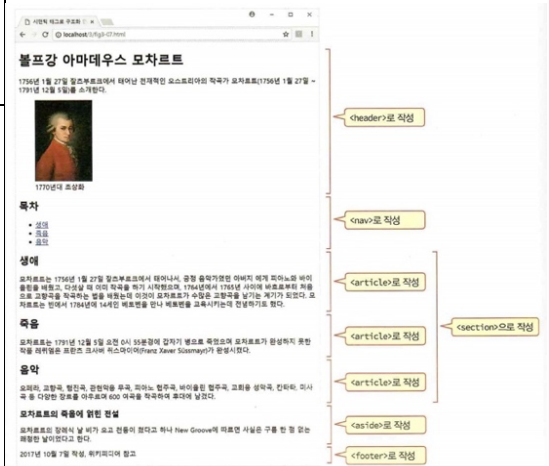 시맨틱 태그로 구조화
localhost/3/fig3-07.html
볼프강 아마데우스 모차르트
1756년 1월 27일 잘츠부르크에서 태어난 천재적인 오스트리아의 작곡가 모차르트(1756년 1월 27일 ~
1791년 12월 5일)를 소개한다.
<header>로 작성
1770년대 초상화
목차
<nav>로 작성
생애
죽음
음악
생애
모차르트는 1756년 1월 27일 잘츠부르크에서 태어나서, 궁정 음악가였던 아버지에게 피아노와 바이
올린을 배웠고, 다섯살 때 이미 작곡을 하기 시작했으며, 1764년에서 1765년 사이에 바흐로부터 처음
으로 교향곡을 작곡하는 법을 배웠는데 이것이 모차르트가 수많은 교향곡을 남기는 계기가 되었다. 모
차르트는 빈에서 1784년에 14세인 베토벤을 만나 베토벤을 교육시키는데 전념하기도 했다.
<article>로 작성
죽음
모차르트는 1791년 12월 5일 오전 0시 55분경에 갑자기 병으로 죽었으며 모차르트가 완성하지 못한
작품 레퀴엠은 프란츠 크사버 쥐스마이어(Franz Xaver Süssmayr)가 완성시켰다.
<article>로 작성
<section>으로 작성
음악
오페라, 교향곡, 행진곡, 관현악용 무곡, 피아노 협주곡, 바이올린 협주곡, 교회용 성악곡, 칸타타, 미사
곡 등 다양한 장르를 아우르며 600 여곡을 작곡하여 후대에 남겼다.
<article>로 작성
모차르트의 죽음에 얽힌 전설
모차르트의 장례식 날 비가 오고 천둥이 쳤다고 하나 New Groove에 따르면 사실은 구름 한 점 없는
쾌청한 날이었다고 한다.
<aside>로 작성
2017년 10월 7일 작성, 위키피디아 참고
<footer>로 작성